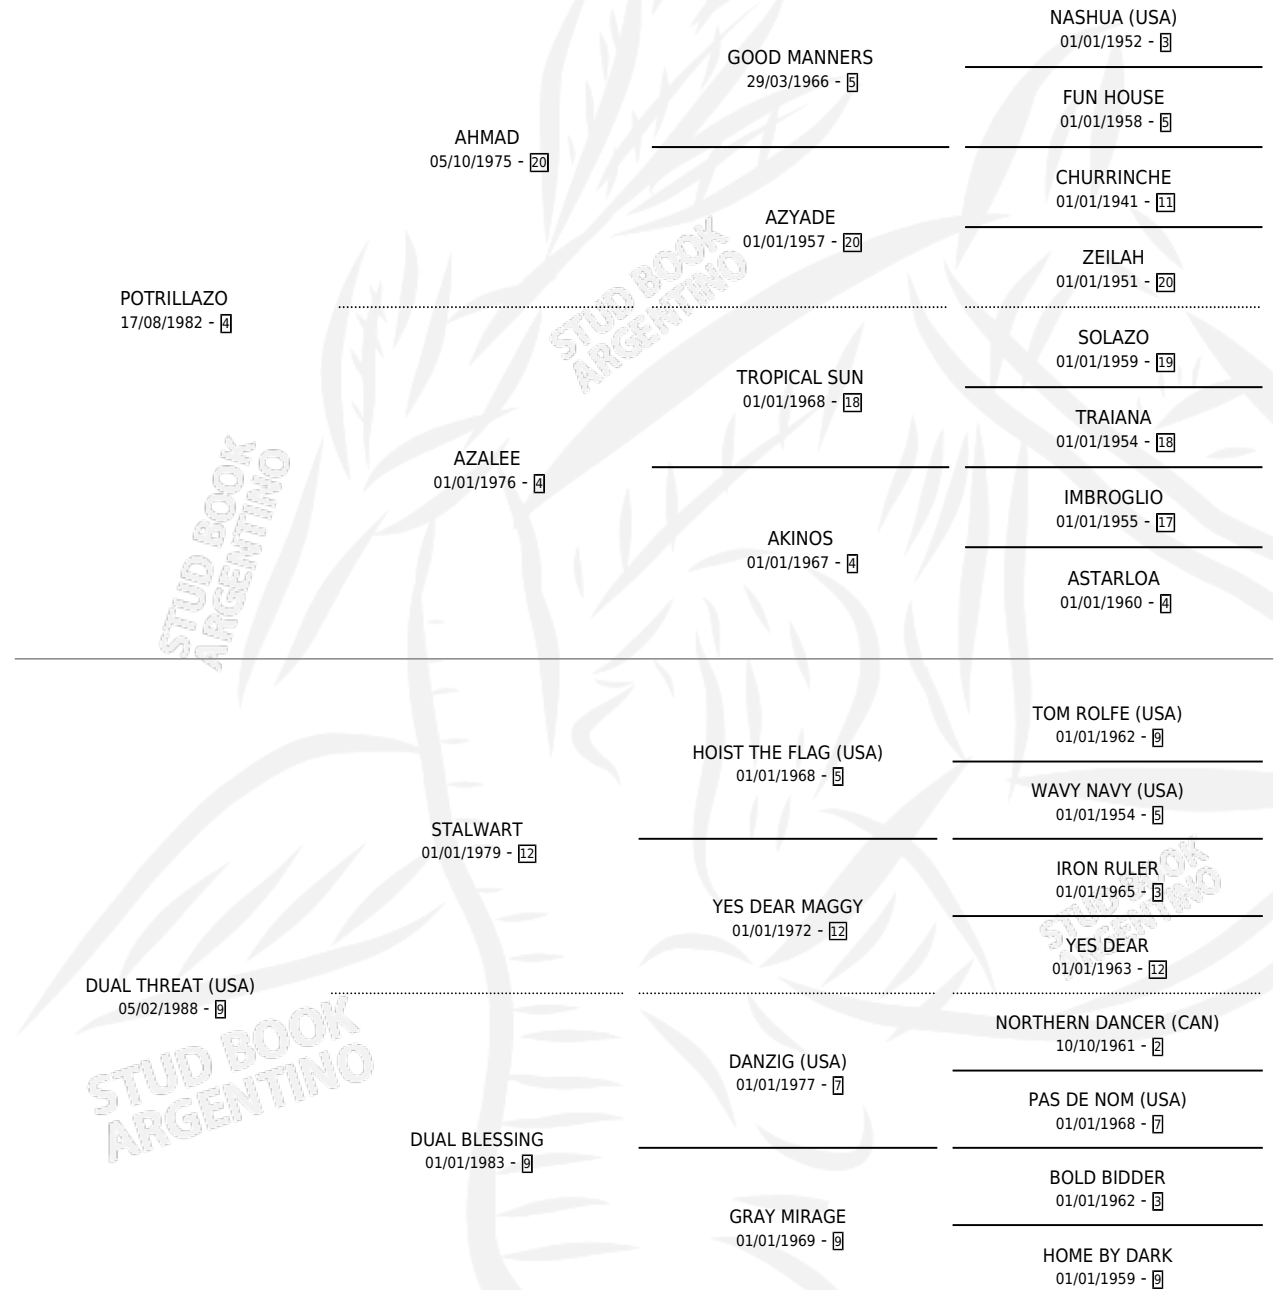 NASHUA (USA)
01/01/1952 - 3
GOOD MANNERS
29/03/1966 - 5
FUN HOUSE
01/01/1958 - 5
AHMAD
05/10/1975 - 20
CHURRINCHE
01/01/1941 - 11
AZYADE
01/01/1957 - 20
ZEILAH
01/01/1951 - 20
POTRILLAZO
17/08/1982 - 4
STUD BOOK
ARGENTINO
SOLAZO
01/01/1959 - 19
TROPICAL SUN
01/01/1968 - 18
TRAIANA
01/01/1954 - 18
AZALEE
01/01/1976 - 4
IMBROGLIO
01/01/1955 - 17
AKINOS
01/01/1967 - 4
ASTARLOA
01/01/1960 - 4
STUD BOOK
ARGENTINO
TOM ROLFE (USA)
01/01/1962 - 9
HOIST THE FLAG (USA)
01/01/1968 - 5
WAVY NAVY (USA)
01/01/1954 - 5
STALWART
01/01/1979 - 12
IRON RULER
01/01/1965 - 3
STUD BOOK
ARGENTINO
YES DEAR MAGGY
01/01/1972 - 12
YES DEAR
01/01/1963 - 12
DUAL THREAT (USA)
05/02/1988 - 9
STUD BOOK
ARGENTINO
NORTHERN DANCER (CAN)
10/10/1961 - 2
DANZIG (USA)
01/01/1977 - 7
PAS DE NOM (USA)
01/01/1968 - 7
DUAL BLESSING
01/01/1983 - 9
BOLD BIDDER
01/01/1962 - 3
GRAY MIRAGE
01/01/1969 - 9
HOME BY DARK
01/01/1959 - 9